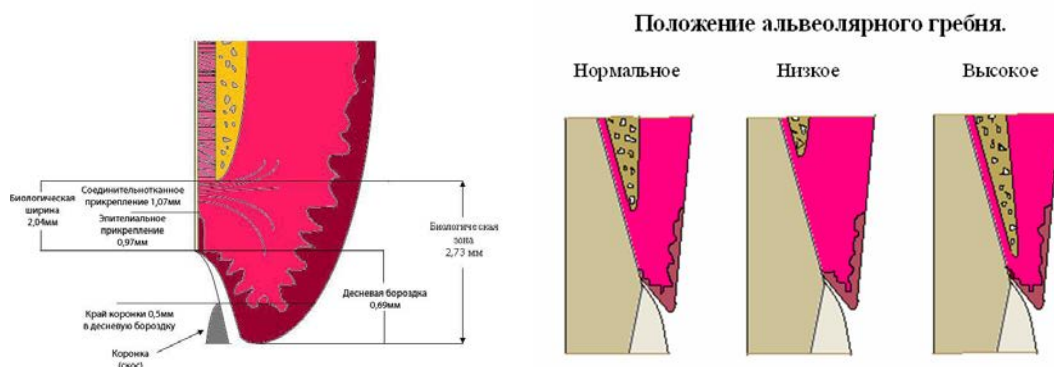 Биологическая
ширина
2,04мм
Соединительнотканное
прикрепление 1,07мм
Эпителиальное
прикрепление
0,97мм
Биологическая
зона
2,73 мм
Десневая бороздка
0,69мм
Край коронки 0,5мм
в десневую бороздку
Коронка
(скос)
Положение альвеолярного гребня.
Нормальное
Низкое
Высокое